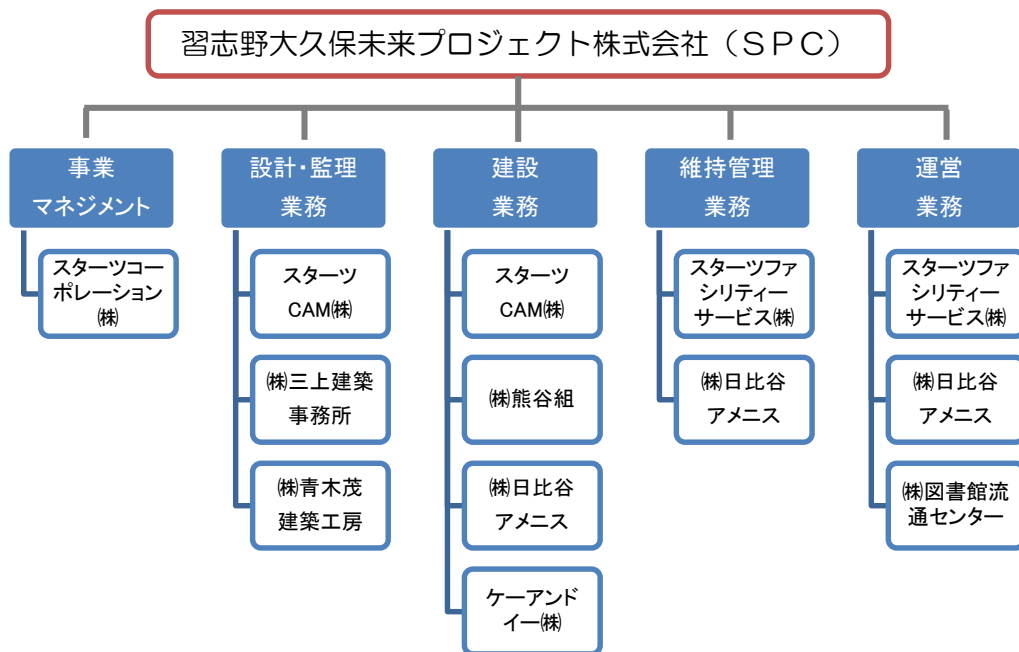 習志野大久保未来プロジェクト株式会社（ＳＰＣ）
事業
マネジメント
スターツコー
ポレーション
㈱
設計・監理
業務
スターツ
CAM㈱
㈱三上建築
事務所
㈱青木茂
建築工房
建設
業務
スターツ
CAM㈱
㈱熊谷組
㈱日比谷
アメニス
ケーアンド
イー㈱
維持管理
業務
スターツファ
シリティー
サービス㈱
㈱日比谷
アメニス
運営
業務
スターツファ
シリティー
サービス㈱
㈱日比谷
アメニス
㈱図書館流
通センター